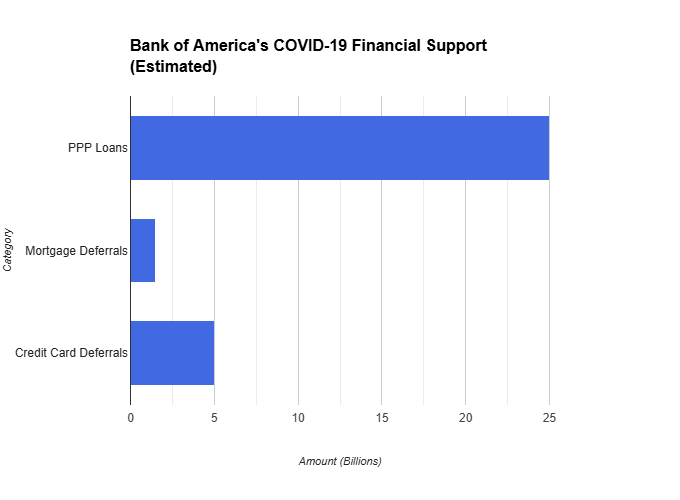 Bank of America's COVID-19 Financial Support
(Estimated)
PPP Loans
Mortgage Deferrals
Credit Card Deferrals
Category
0 5 10 15 20 25
Amount (Billions)